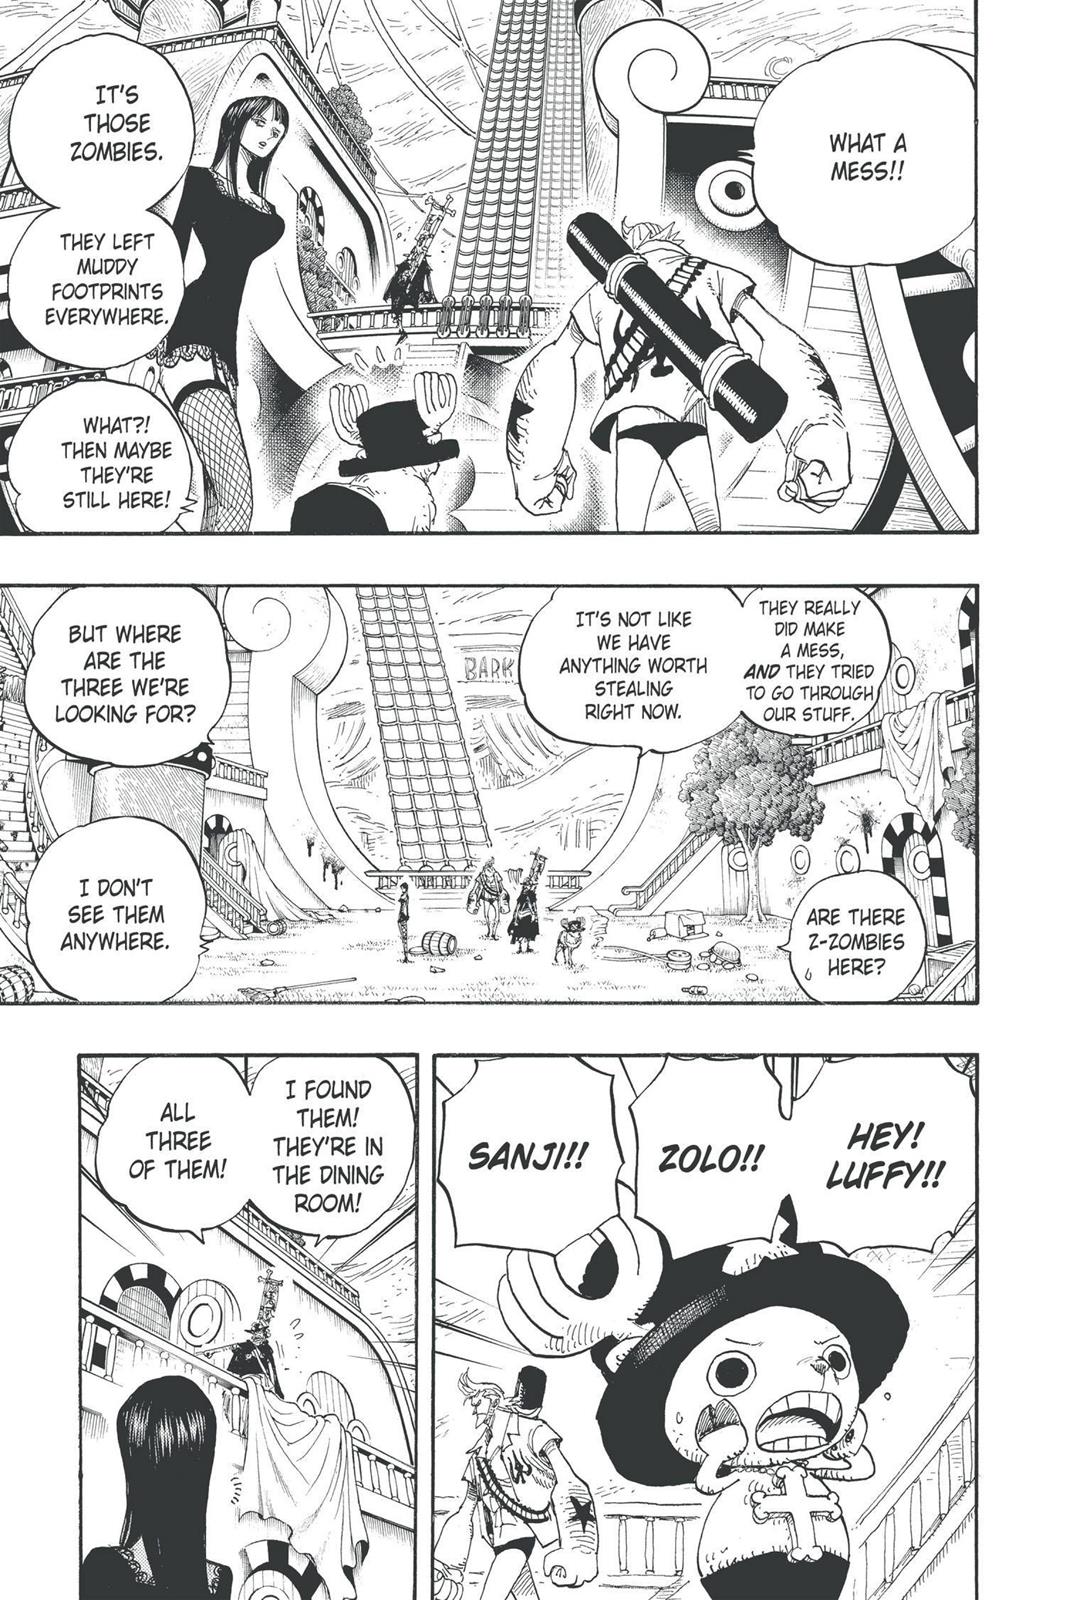 WHAT A
MESS!!
IT'S
THOSE
ZOMBIES.
THEY LEFT
MUDDY
FOOTPRINTS
EVERYWHERE.
WHAT?!
THEN MAYBE
THEY'RE
STILL HERE!
THEY REALLY
DID MAKE
A MESS,
AND THEY TRIED
TO GO THROUGH
OUR STUFF.
IT'S NOT LIKE
WE HAVE
ANYTHING WORTH
STEALING
RIGHT NOW.
BARK
ARE THERE
Z-ZOMBIES
HERE?
BUT WHERE
ARE THE
THREE WE'RE
LOOKING FOR?
I DON'T
SEE THEM
ANYWHERE.
HEY!
LUFFY!!
ZOLO!!
SANJI!!
I FOUND
THEM!
THEY'RE IN
THE DINING
ROOM!
ALL
THREE
OF THEM!